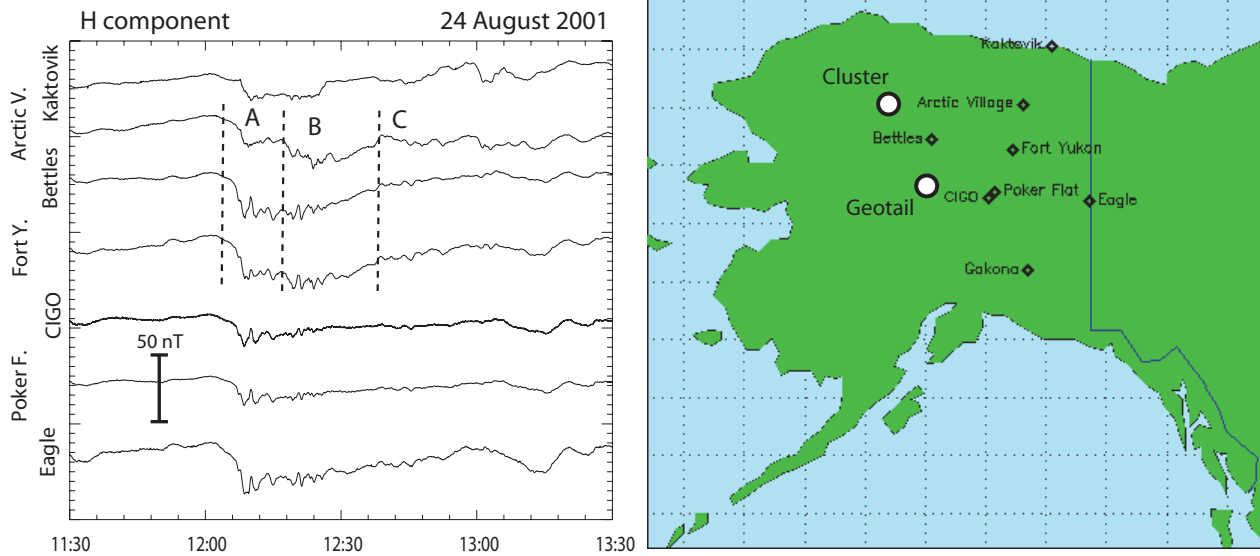 H component
24 August 2001
Kaktovik
Arctic V.
Bettles
Fort Y.
CIGO
Poker F.
Eagle
A
B
C
50 nT
11:30
12:00
12:30
13:00
13:30
Kaktovik
Cluster
Arctic Village
Bettles
Fort Yukon
Geotail
CIGO
Poker Flat
Eagle
Gakona